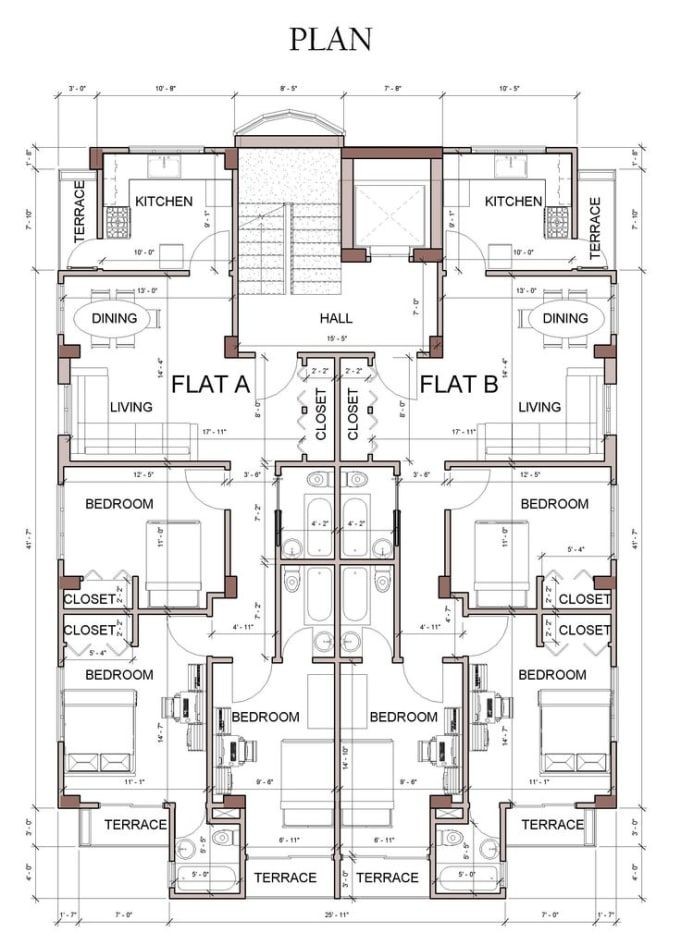 PLAN
3' - 0"
10' - 9"
8' - 5"
7' - 8"
10' - 5"
1' - 8"
1' - 8"
KITCHEN
KITCHEN
TERRACE
TERRACE
7' - 10"
7' - 10"
9' - 1"
9' - 1"
10' - 0"
10' - 0"
13' - 0"
13' - 0"
7' - 0"
DINING
HALL
DINING
15' - 5"
14' - 4"
14' - 4"
FLAT A
FLAT B
2' - 2"
2' - 2"
LIVING
CLOSET
CLOSET
LIVING
8' - 0"
8' - 0"
17' - 11"
17' - 11"
12' - 5"
3' - 6"
3' - 6"
12' - 5"
BEDROOM
BEDROOM
7' - 2"
4' - 2"
4' - 2"
11' - 0"
11' - 0"
41' - 7"
41' - 7"
5' - 4"
CLOSET
2' - 2"
2' - 2"
CLOSET
7' - 2"
4' - 7"
CLOSET
2' - 2"
2' - 2"
CLOSET
4' - 11"
4' - 11"
5' - 4"
BEDROOM
BEDROOM
BEDROOM
BEDROOM
14' - 7"
14' - 10"
14' - 7"
11' - 1"
9' - 6"
11' - 1"
TERRACE
TERRACE
3' - 0"
3' - 0"
6' - 11"
6' - 11"
5' - 5"
5' - 5"
5' - 0"
TERRACE
3' - 0"
TERRACE
5' - 0"
4' - 0"
4' - 0"
1' - 7"
7' - 0"
25' - 11"
7' - 0"
1' - 7"